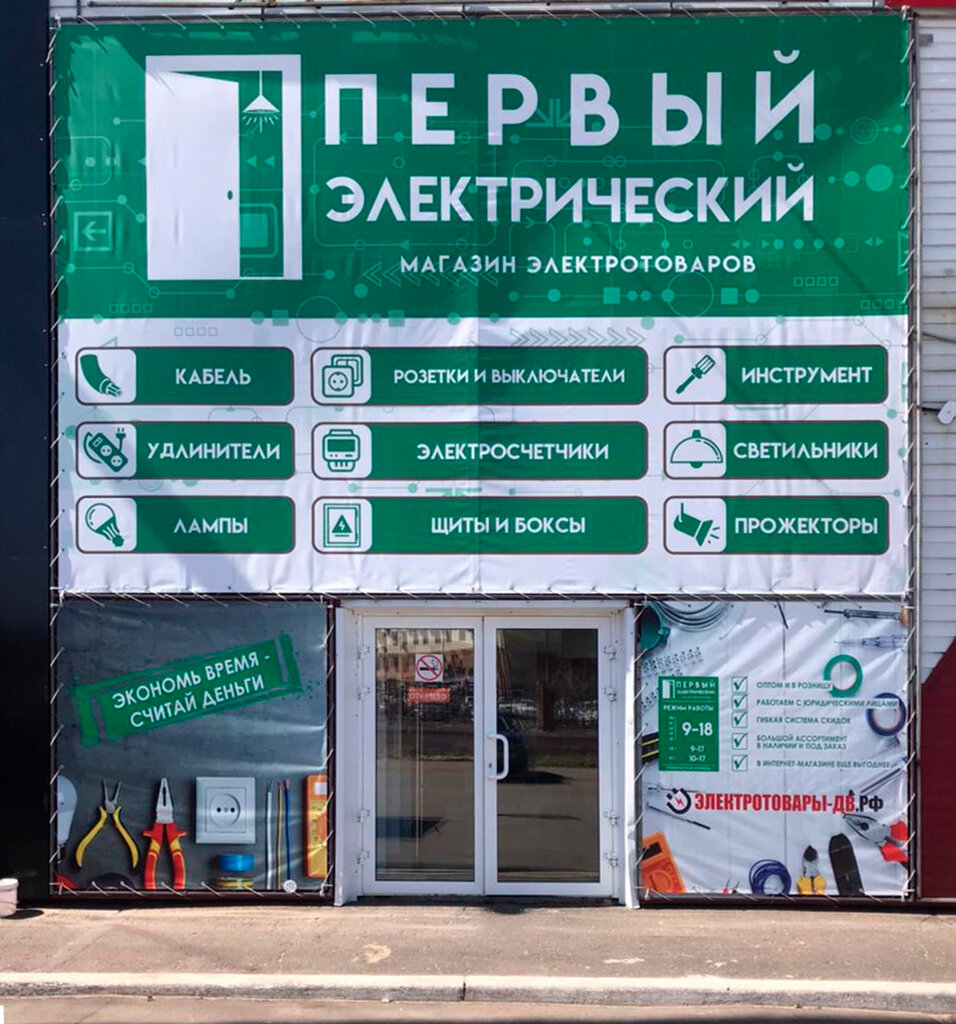 ПЕРВЫЙ
ЭЛЕКТРИЧЕСКИЙ
МАГАЗИН ЭЛЕКТРОТОВАРОВ
КАБЕЛЬ
РОЗЕТКИ И ВЫКЛЮЧАТЕЛИ
ИНСТРУМЕНТ
УДЛИНИТЕЛИ
ЭЛЕКТРОСЧЕТЧИКИ
СВЕТИЛЬНИКИ
ЛАМПЫ
ЩИТЫ И БОКСЫ
ПРОЖЕКТОРЫ
ЭКОНОМЬ ВРЕМЯ -
СЧИТАЙ ДЕНЬГИ
ОТКРЫТО
ПЕРВЫЙ
ЭЛЕКТРИЧЕСКИЙ
РЕЖИМ РАБОТЫ
9-18
9-17
10-17
ОПТОМ И В РОЗНИЦУ
РАБОТАЕМ С ЮРИДИЧЕСКИМИ ЛИЦАМИ
ГИБКАЯ СИСТЕМА СКИДОК
БОЛЬШОЙ АССОРТИМЕНТ
В НАЛИЧИИ И ПОД ЗАКАЗ
В ИНТЕРНЕТ-МАГАЗИНЕ ЕЩЕ ВЫГОДНЕЕ
ЭЛЕКТРОТОВАРЫ-ДВ.РФ